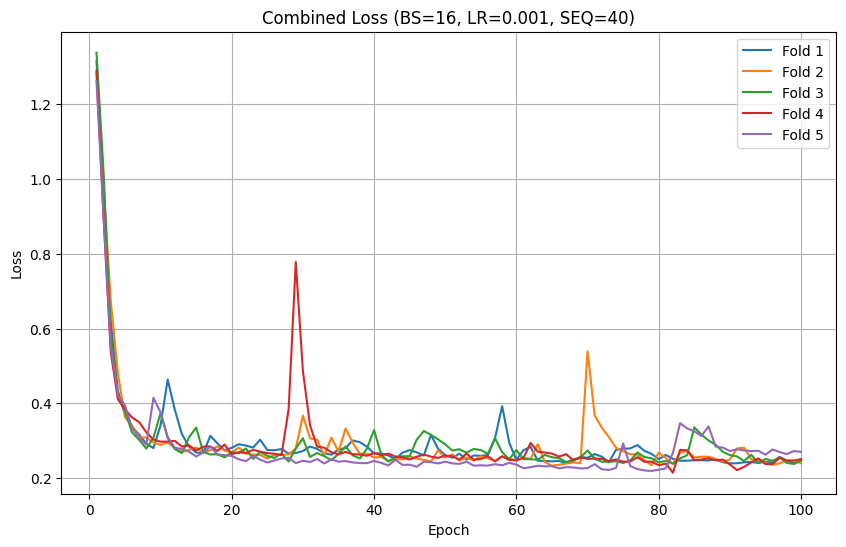 Combined Loss (BS=16, LR=0.001, SEQ=40)
Fold 1
Fold 2
Fold 3
Fold 4
Fold 5
Loss
1.2
1.0
0.8
0.6
0.4
0.2
0 20 40 60 80 100
Epoch